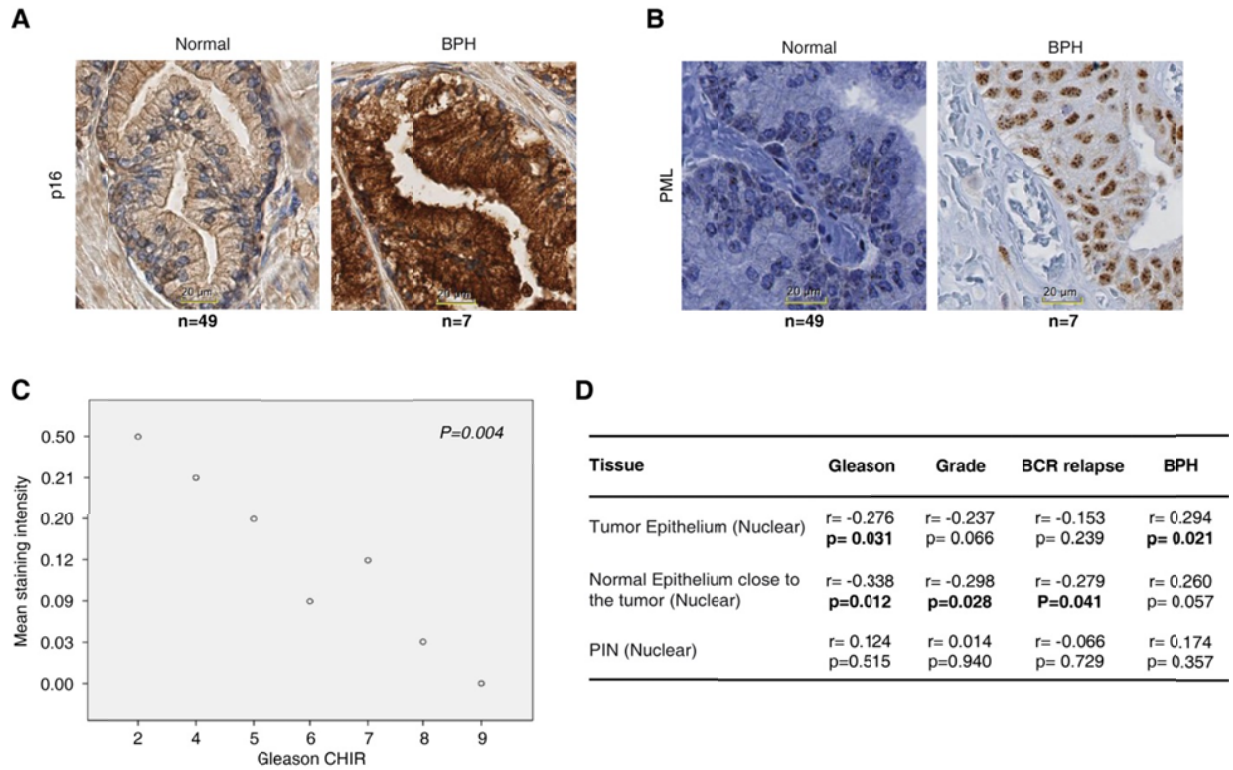 A
Normal
BPH
p16
20 µm
20 µm
n=49
n=7
B
Normal
BPH
PML
20 µm
20 µm
n=49
n=7
C
P=0.004
Mean staining intensity
0.50
0.21
0.20
0.12
0.09
0.03
0.00
2 4 5 6 7 8 9
Gleason CHIR
D
Tissue Gleason Grade BCR relapse BPH
Tumor Epithelium (Nuclear)
r= -0.276 r= -0.237 r= -0.153 r= 0.294
p= 0.031 p= 0.066 p= 0.239 p= 0.021
Normal Epithelium close to r= -0.338 r= -0.298 r= -0.279 r= 0.260
the tumor (Nuclear) p=0.012 p=0.028 P=0.041 p= 0.057
PIN (Nuclear)
r= 0.124 r= 0.014 r= -0.066 r= 0.174
p=0.515 p=0.940 p= 0.729 p= 0.357